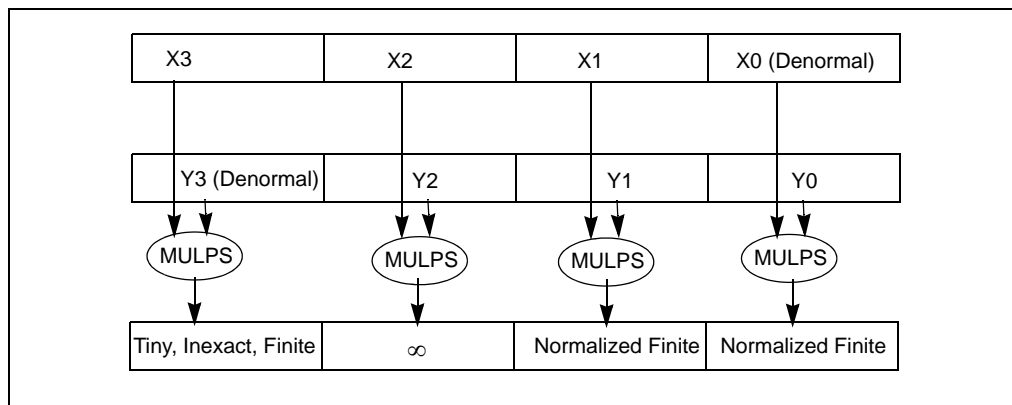 X3 X2 X1 X0 (Denormal)
Y3 (Denormal) Y2 Y1 Y0
MULPS MULPS MULPS MULPS
Tiny, Inexact, Finite ∞ Normalized Finite Normalized Finite